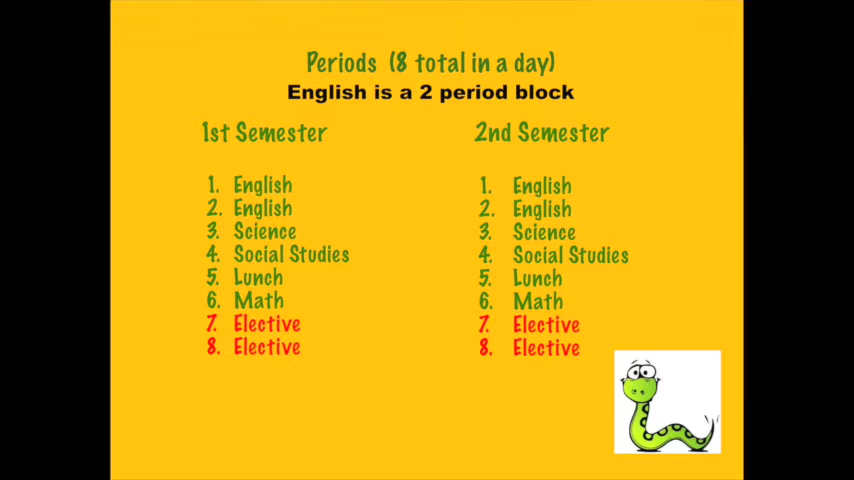 Periods (8 total in a day)
English is a 2 period block
1st Semester
1. English
2. English
3. Science
4. Social Studies
5. Lunch
6. Math
7. Elective
8. Elective
2nd Semester
1. English
2. English
3. Science
4. Social Studies
5. Lunch
6. Math
7. Elective
8. Elective